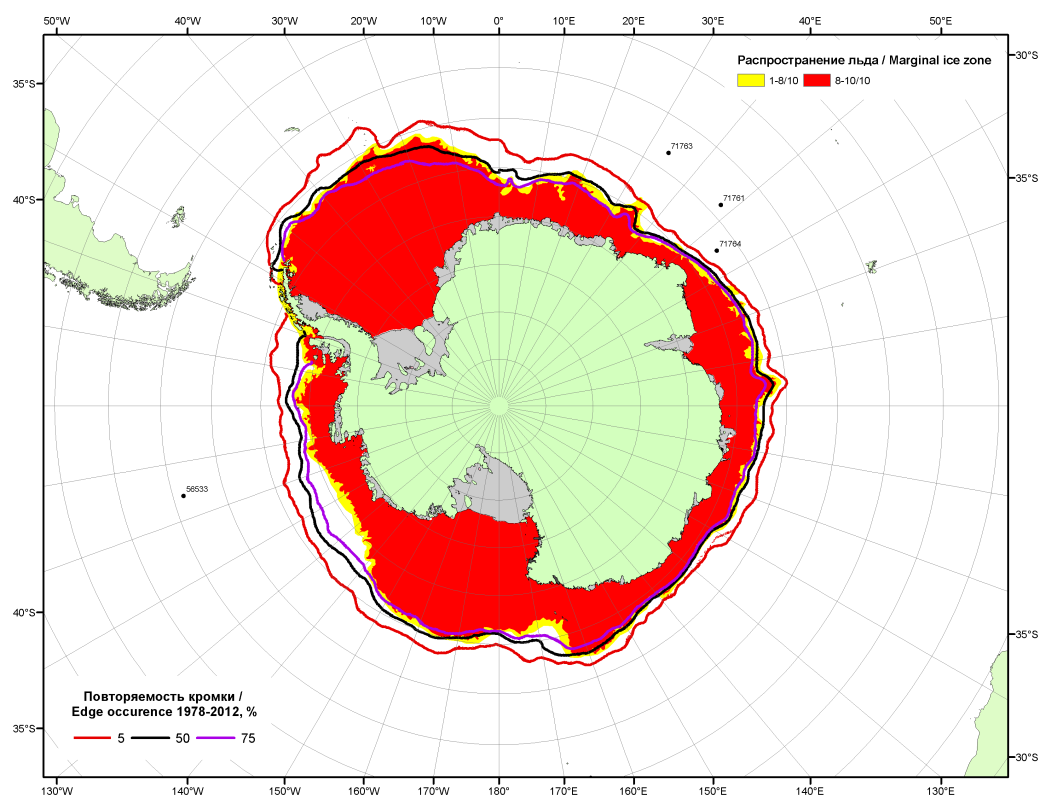 50°W 40°W 30°W 20°W 10°W 0° 10°E 20°E 30°E 40°E 50°E
30°S
Распространение льда / Marginal ice zone
1-8/10 8-10/10
35°S
71763
35°S
40°S
71761
71764
56533
40°S
35°S
Повторяемость кромки /
Edge occurence 1978-2012, %
5 50 75
35°S
30°S
130°W 140°W 150°W 160°W 170°W 180° 170°E 160°E 150°E 140°E 130°E